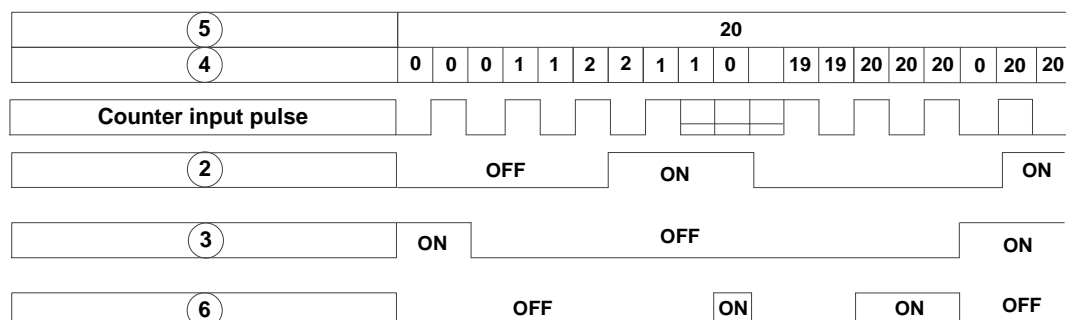 5 20
4 0 0 0 1 1 2 2 1 1 0 19 19 20 20 20 0 20 20
Counter input pulse
2 OFF ON ON
3 ON OFF ON
6 OFF ON ON OFF